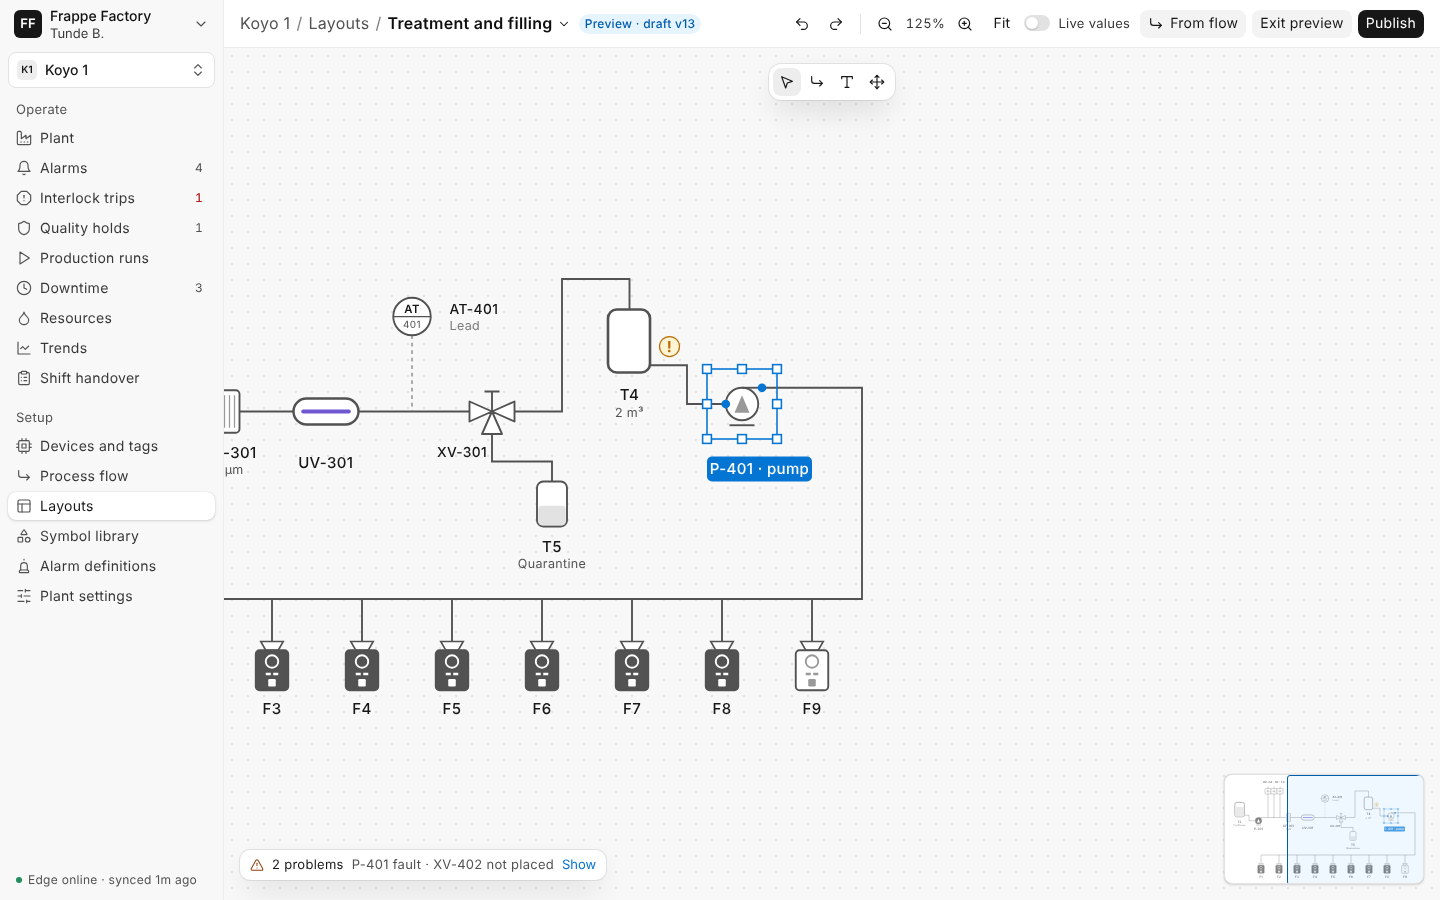 FF
Frappe Factory
Tunde B.
K1
Koyo 1
Operate
Plant
Alarms 4
Interlock trips 1
Quality holds 1
Production runs
Downtime 3
Resources
Trends
Shift handover
Setup
Devices and tags
Process flow
Layouts
Symbol library
Alarm definitions
Plant settings
Edge online · synced 1m ago
Koyo 1 / Layouts / Treatment and filling
Preview · draft v13
125%
Fit
Live values
From flow
Exit preview
Publish
AT
401
AT-401
Lead
T4
2 m³
-301
µm
UV-301
XV-301
P-401 · pump
T5
Quarantine
F3
F4
F5
F6
F7
F8
F9
2 problems P-401 fault · XV-402 not placed Show